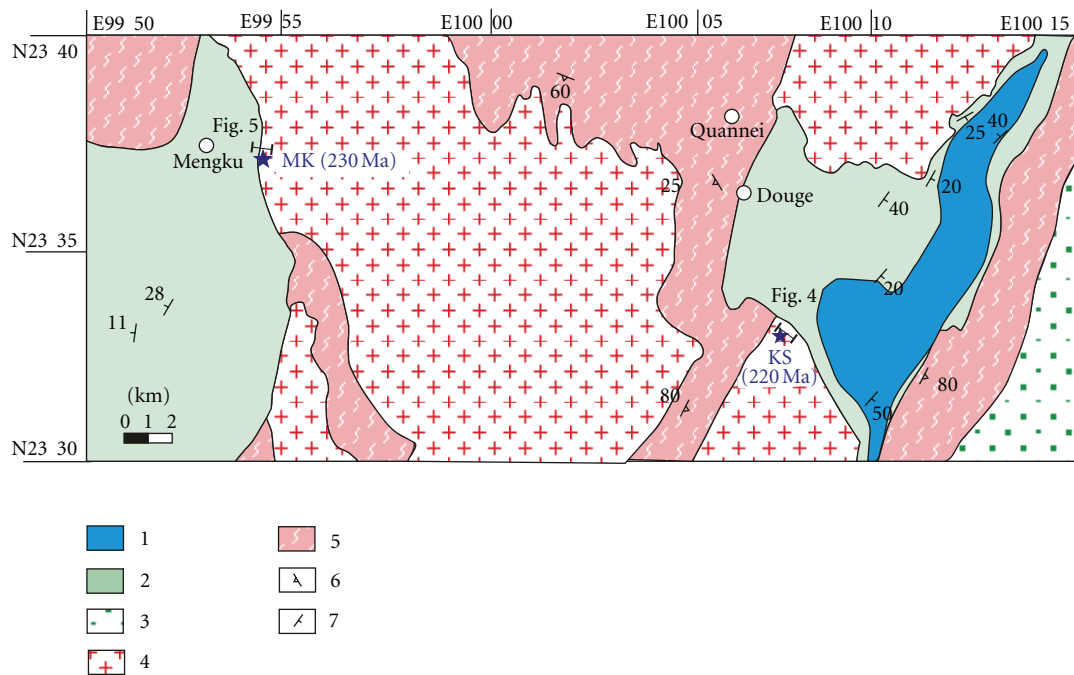 E99 50
E99 55
E100 00
E100 05
E100 10
E100 15
N23 40
60
Fig. 5
Mengku
MK (230 Ma)
Quannei
25
40
25
Douge
20
40
N23 35
28
11
Fig. 4
20
KS
(220 Ma)
80
80
50
(km)
0 1 2
N23 30
1
2
3
4
5
6
7